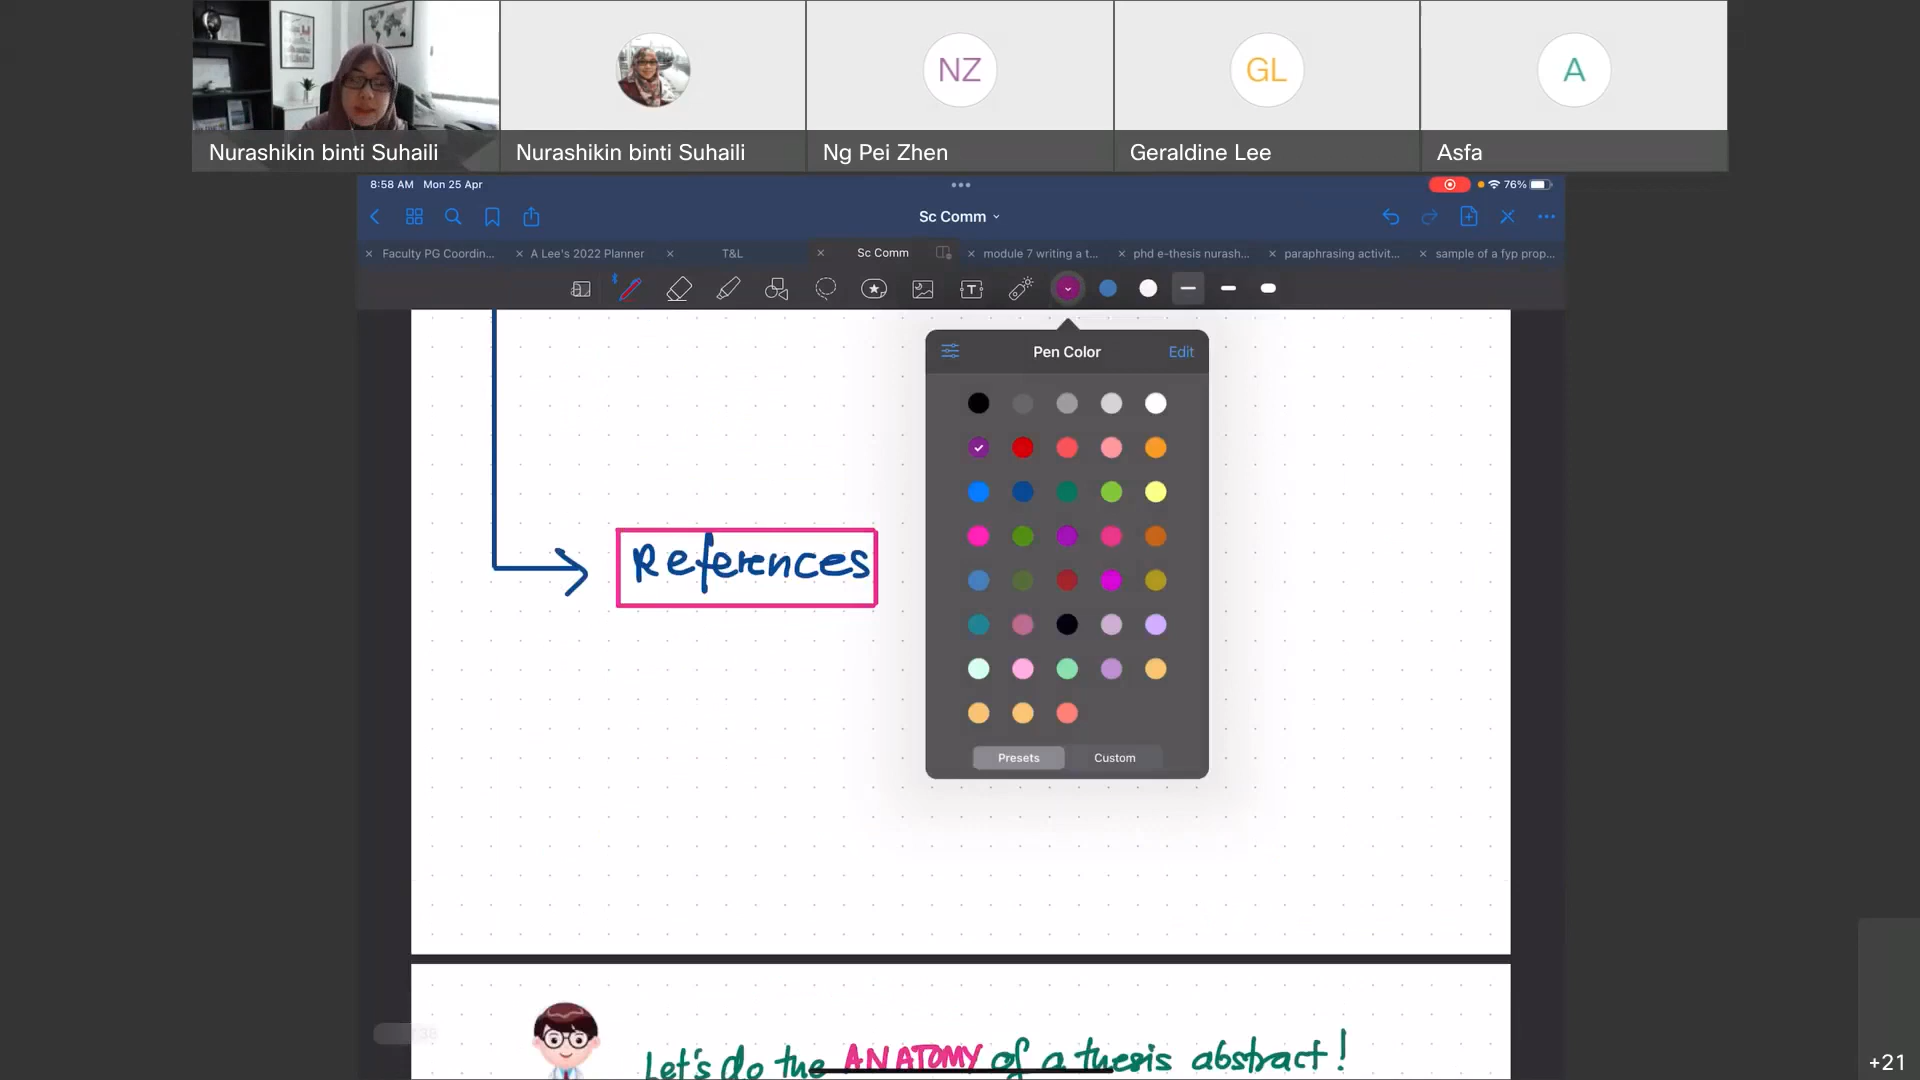 Nurashikin binti Suhaili
Nurashikin binti Suhaili
NZ
Ng Pei Zhen
GL
Geraldine Lee
A
Asfa
8:58 AM Mon 25 Apr
76%
Sc Comm
Faculty PG Coordin...
A Lee's 2022 Planner
T&L
Sc Comm
module 7 writing a t...
phd e-thesis nurash...
paraphrasing activit...
sample of a fyp prop...
Pen Color
Edit
References
Presets
Custom
Let's do the ANATOMY of a thesis abstract!
+21